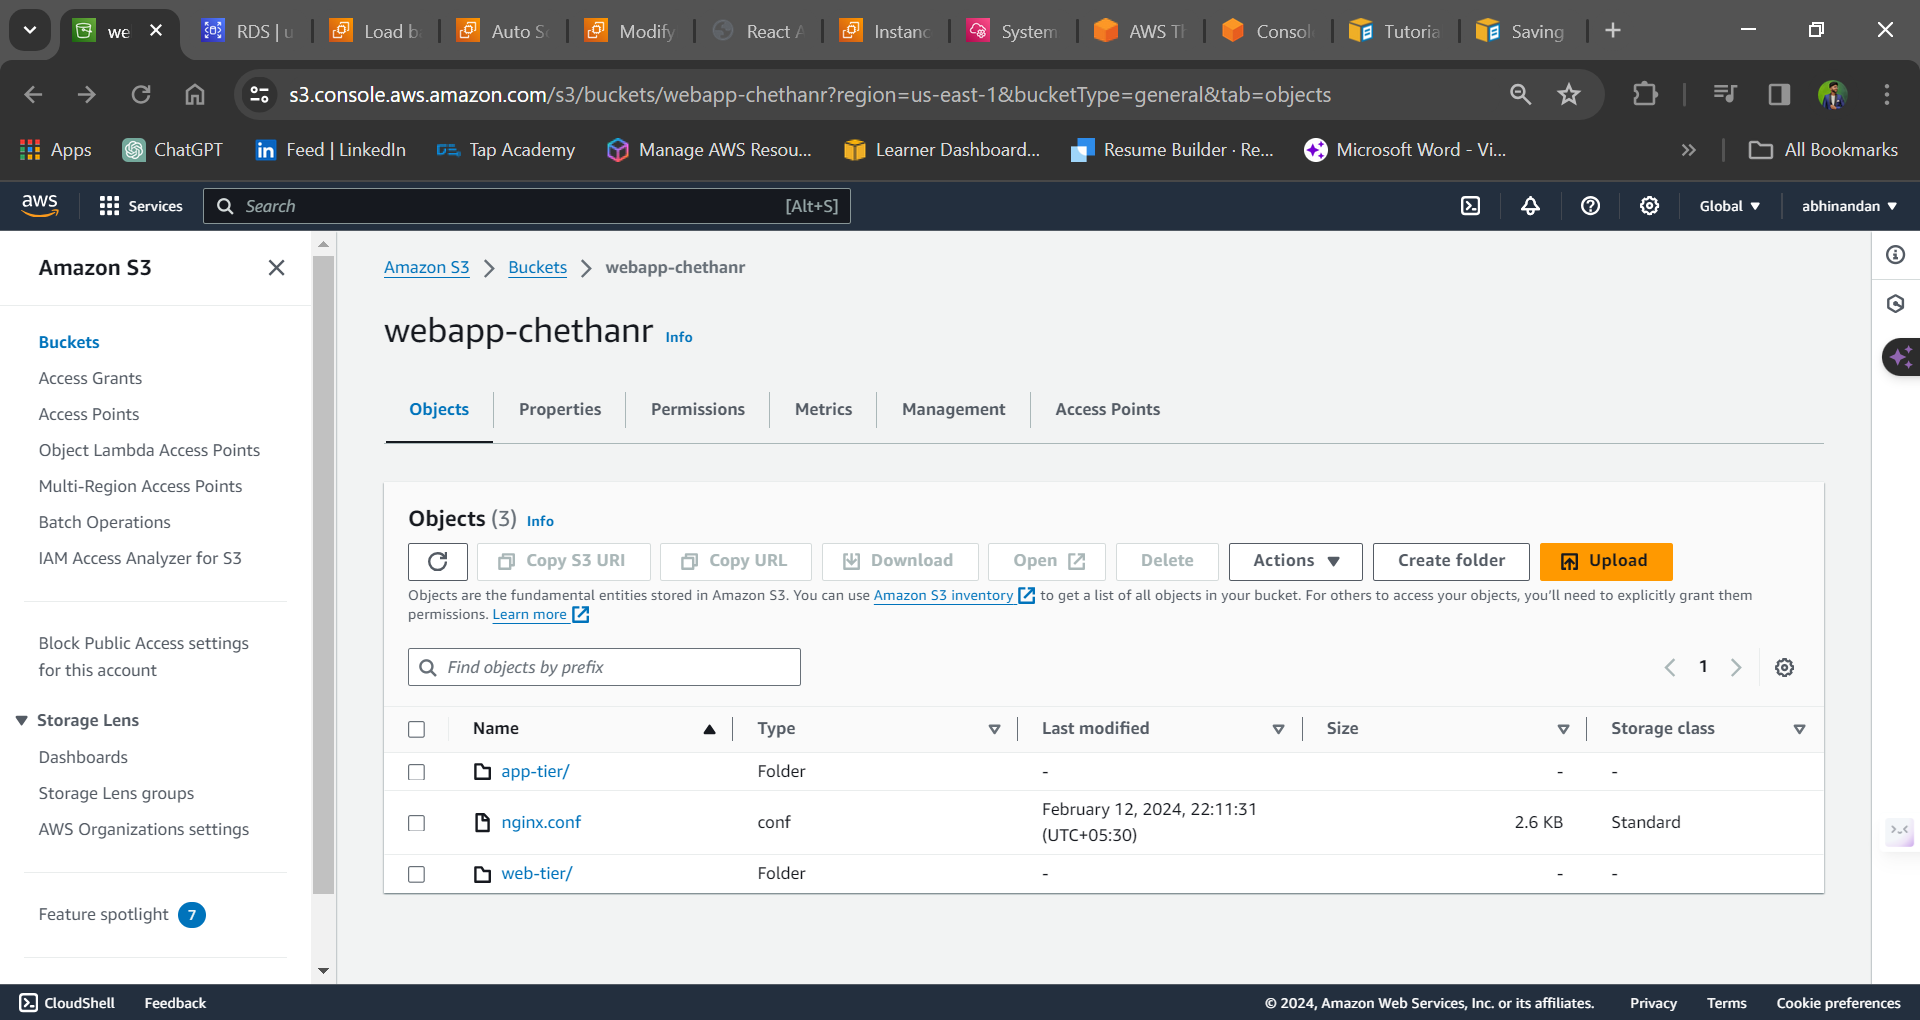 we
RDS | u
Load b
Auto S
Modify
React A
Instanc
System
AWS Th
Consol
Tutoria
Saving
s3.console.aws.amazon.com/s3/buckets/webapp-chethanr?region=us-east-1&bucketType=general&tab=objects
Apps
ChatGPT
Feed | LinkedIn
Tap Academy
Manage AWS Resou...
Learner Dashboard...
Resume Builder · Re...
Microsoft Word - Vi...
All Bookmarks
aws
Services
Search
[Alt+S]
Global
abhinandan
Amazon S3
Buckets
Access Grants
Access Points
Object Lambda Access Points
Multi-Region Access Points
Batch Operations
IAM Access Analyzer for S3
Block Public Access settings
for this account
Storage Lens
Dashboards
Storage Lens groups
AWS Organizations settings
Feature spotlight 7
Amazon S3 > Buckets > webapp-chethanr
webapp-chethanr Info
Objects
Properties
Permissions
Metrics
Management
Access Points
Objects (3) Info
Copy S3 URI
Copy URL
Download
Open
Delete
Actions
Create folder
Upload
Objects are the fundamental entities stored in Amazon S3. You can use Amazon S3 inventory to get a list of all objects in your bucket. For others to access your objects, you'll need to explicitly grant them
permissions. Learn more
Find objects by prefix
1
Name Type Last modified Size Storage class
app-tier/ Folder - - -
nginx.conf conf February 12, 2024, 22:11:31 (UTC+05:30) 2.6 KB Standard
web-tier/ Folder - - -
CloudShell
Feedback
© 2024, Amazon Web Services, Inc. or its affiliates.
Privacy
Terms
Cookie preferences